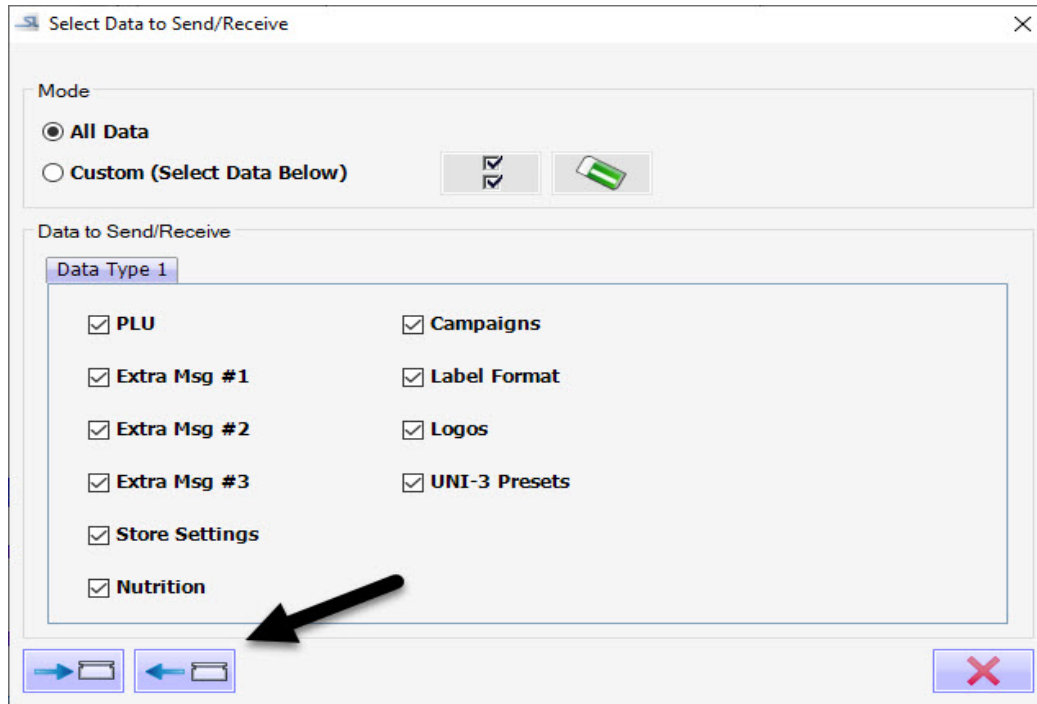 Select Data to Send/Receive
Mode
All Data
Custom (Select Data Below)
Data to Send/Receive
Data Type 1
PLU
Campaigns
Extra Msg #1
Label Format
Extra Msg #2
Logos
Extra Msg #3
UNI-3 Presets
Store Settings
Nutrition